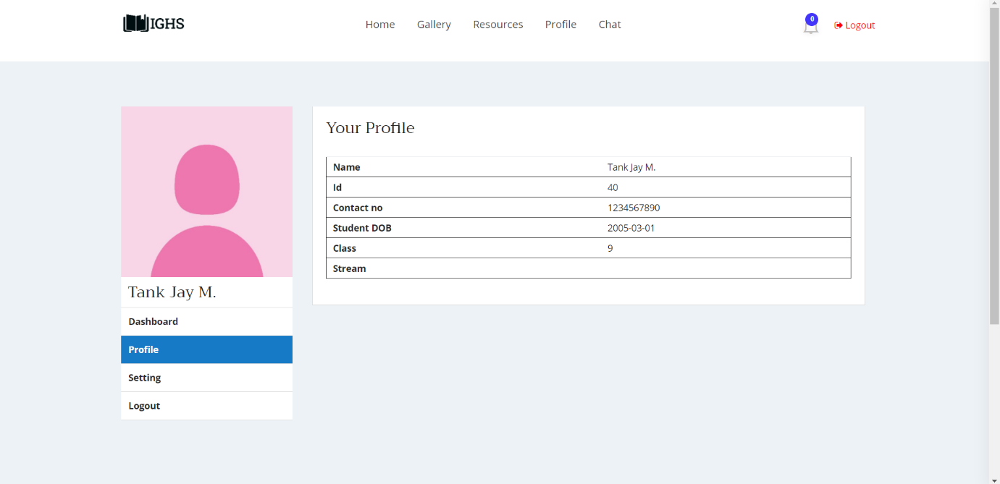 IGHS Home Gallery Resources Profile Chat 0 Logout
Your Profile
Name Tank Jay M.
Id 40
Contact no 1234567890
Student DOB 2005-03-01
Class 9
Stream
Tank Jay M.
Dashboard
Profile
Setting
Logout